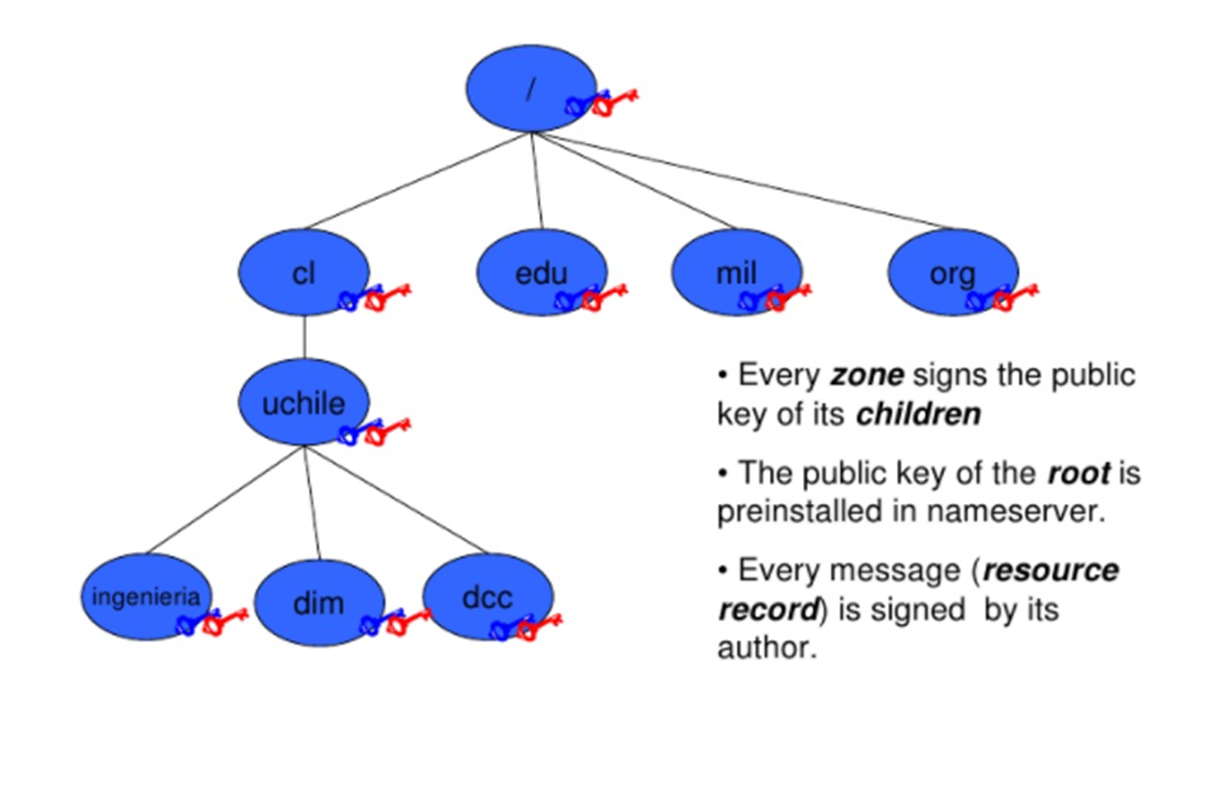 /
cl
edu
mil
org
uchile
ingenieria
dim
dcc
• Every zone signs the public
key of its children
• The public key of the root is
preinstalled in nameserver.
• Every message (resource
record) is signed by its
author.